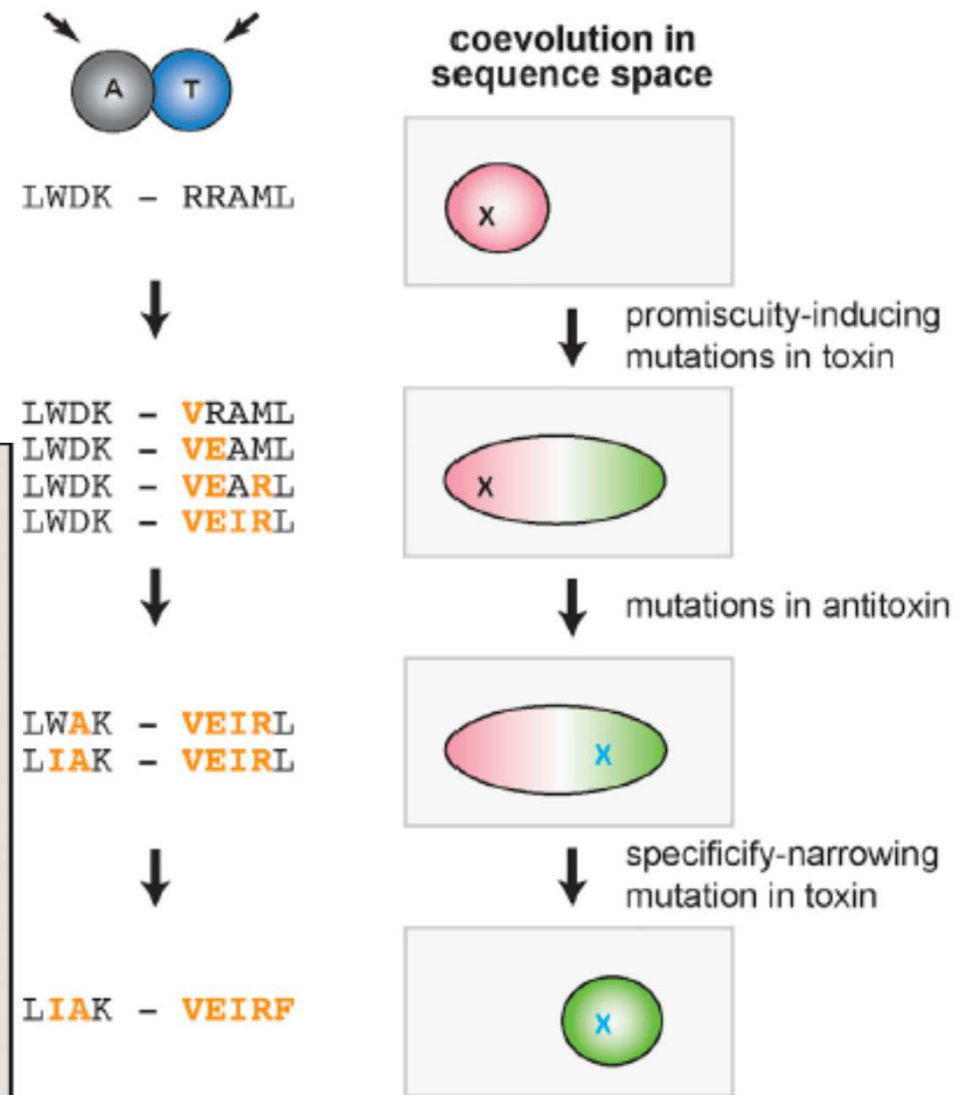 A T
LWDK – RRAML
LWDK – VRAML
LWDK – VEAML
LWDK – VEARL
LWDK – VEIRL
LWAK – VEIRL
LIAK – VEIRL
LIAK – VEIRF
coevolution in
sequence space
X
promiscuity-inducing
mutations in toxin
X
mutations in antitoxin
X
specificify-narrowing
mutation in toxin
X